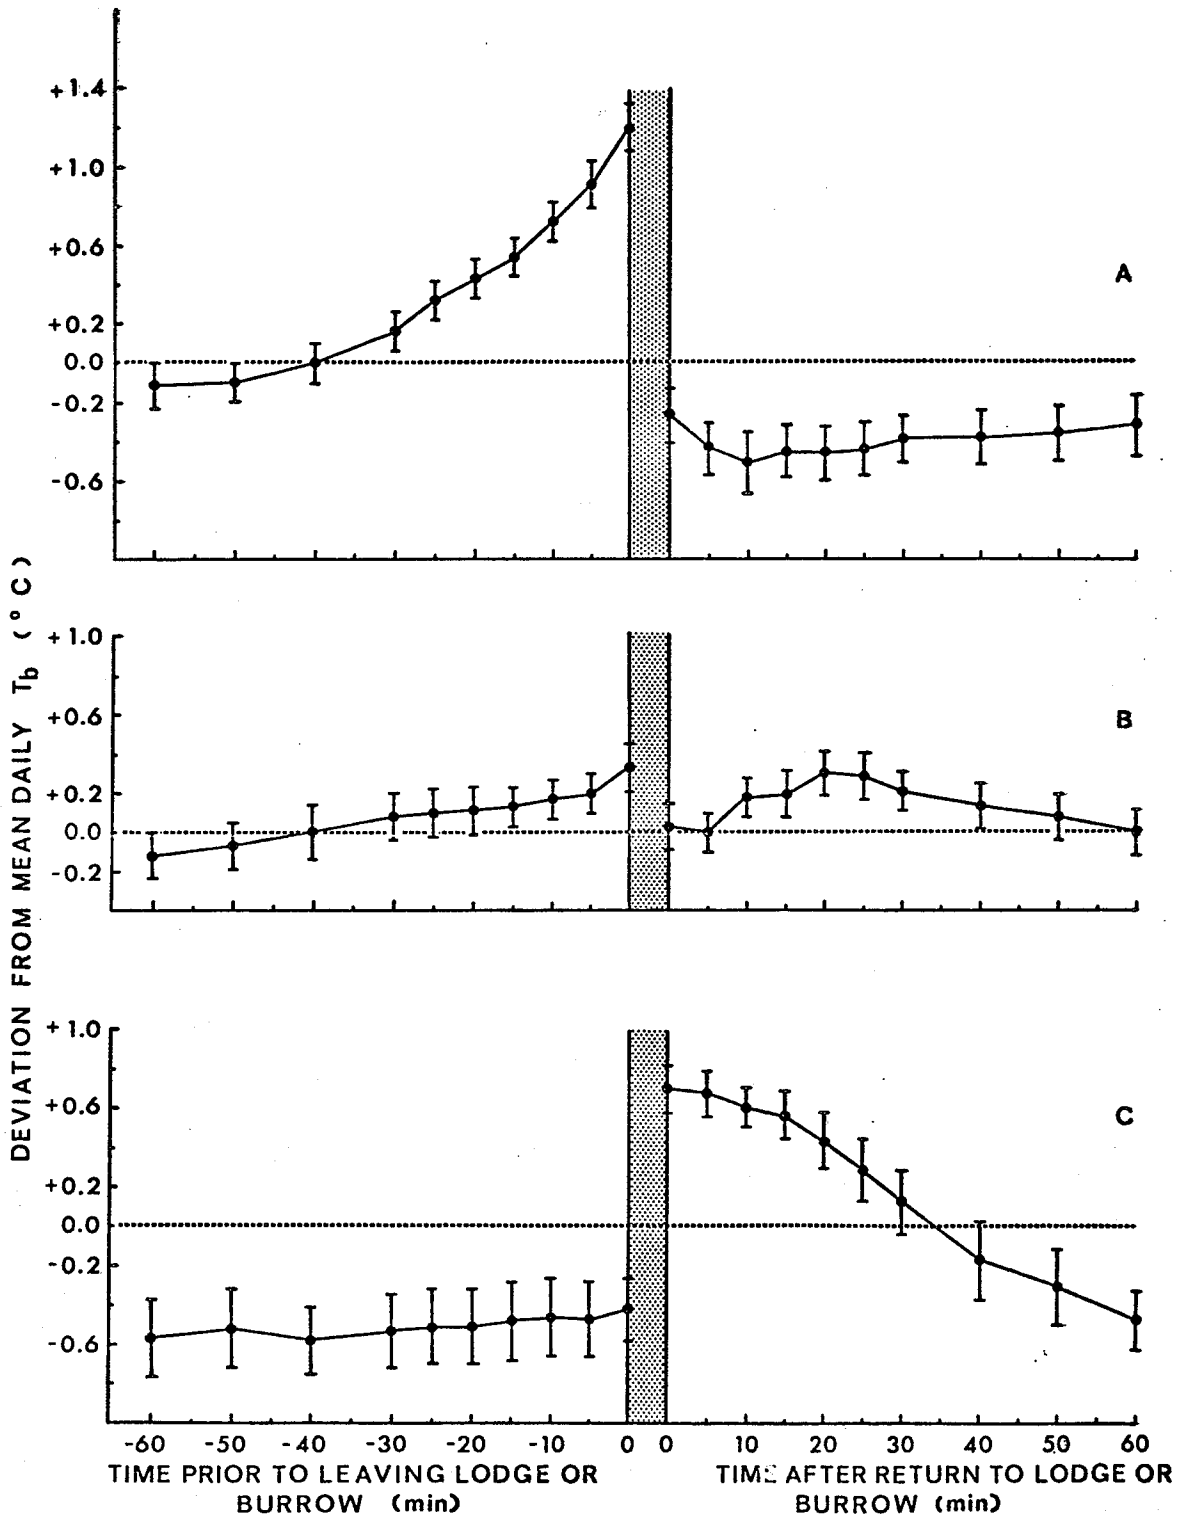 +1.4
+1.0
+0.6
+0.2
0.0
-0.2
-0.6
A
DEVIATION FROM MEAN DAILY Tb (°C)
+1.0
+0.6
+0.2
0.0
-0.2
B
+1.0
+0.6
+0.2
0.0
-0.2
-0.6
C
-60 -50 -40 -30 -20 -10 0 0 10 20 30 40 50 60
TIME PRIOR TO LEAVING LODGE OR
BURROW (min)
TIME AFTER RETURN TO LODGE OR
BURROW (min)